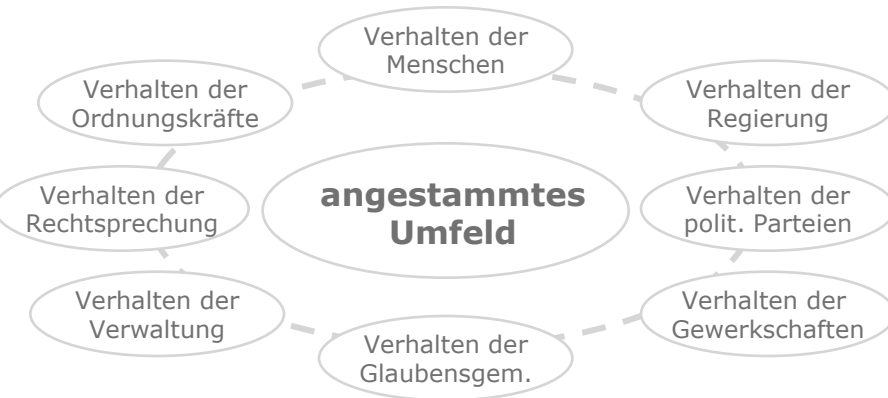 Verhalten der
Menschen
Verhalten der
Ordnungskräfte
Verhalten der
Regierung
Verhalten der
Rechtsprechung
angestammtes
Umfeld
Verhalten der
polit. Parteien
Verhalten der
Verwaltung
Verhalten der
Gewerkschaften
Verhalten der
Glaubensgem.